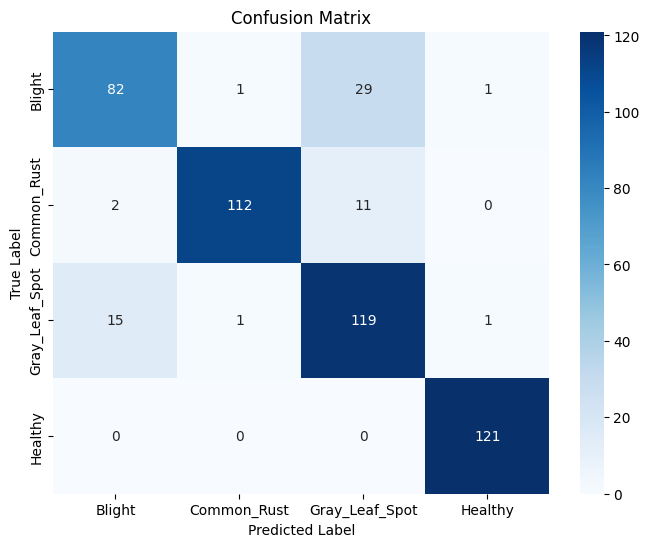 Confusion Matrix
True Label
Blight
82 1 29 1
Common_Rust
2 112 11 0
Gray_Leaf_Spot
15 1 119 1
Healthy
0 0 0 121
Blight Common_Rust Gray_Leaf_Spot Healthy
Predicted Label
120
100
80
60
40
20
0